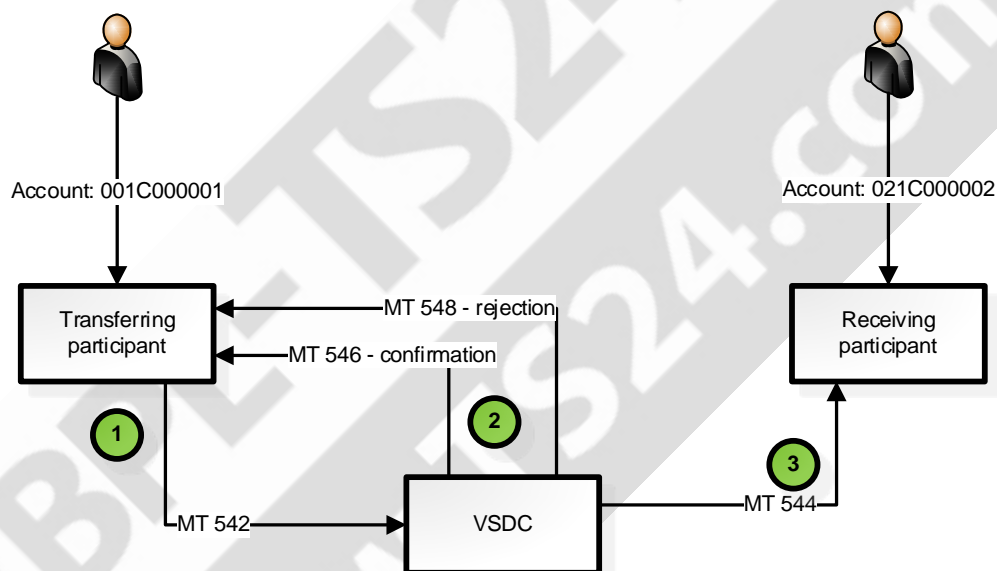 Account: 001C000001
Account: 021C000002
Transferring
participant
MT 548 - rejection
MT 546 - confirmation
Receiving
participant
1
2
3
MT 542
VSDC
MT 544